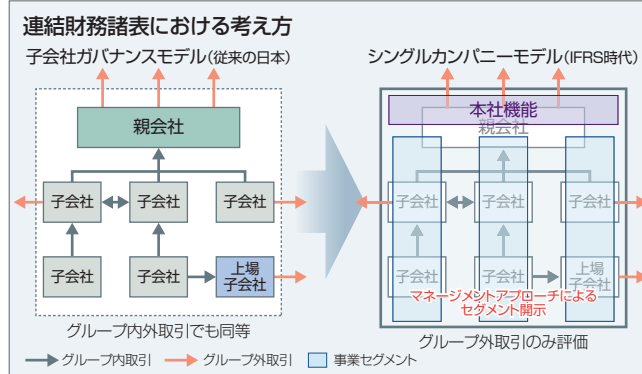 連結財務諸表における考え方
子会社ガバナンスモデル(従来の日本)
シングルカンパニーモデル(IFRS時代)
親会社
子会社
子会社
子会社
子会社
子会社
上場
子会社
グループ内外取引でも同等
本社機能
親会社
子会社
子会社
子会社
子会社
子会社
上場
子会社
マネージメントアプローチによる
セグメント開示
グループ外取引のみ評価
グループ内取引
グループ外取引
事業セグメント